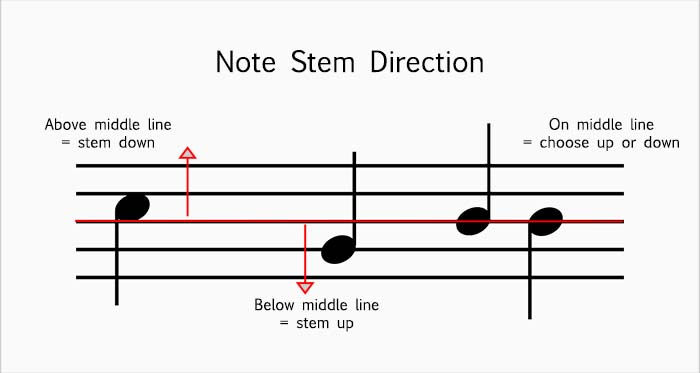 Note Stem Direction
Above middle line
= stem down
On middle line
= choose up or down
Below middle line
= stem up